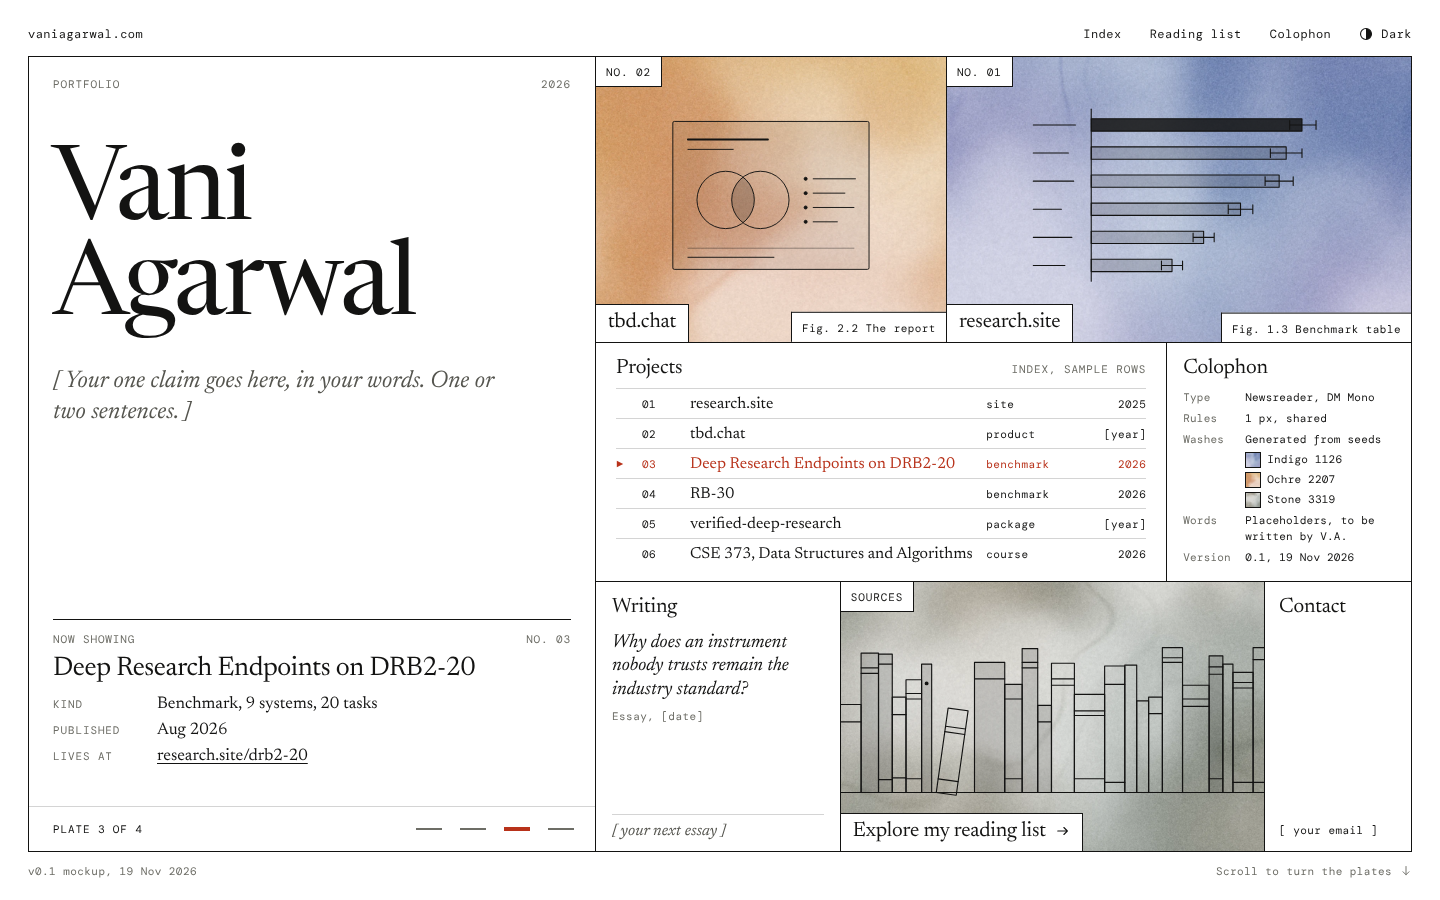 vaniagarwal.com
Index Reading list Colophon Dark
PORTFOLIO 2026
Vani
Agarwal
[ Your one claim goes here, in your words. One or
two sentences. ]
NOW SHOWING NO. 03
Deep Research Endpoints on DRB2-20
KIND Benchmark, 9 systems, 20 tasks
PUBLISHED Aug 2026
LIVES AT research.site/drb2-20
PLATE 3 OF 4
NO. 02
tbd.chat
Fig. 2.2 The report
NO. 01
research.site
Fig. 1.3 Benchmark table
Projects INDEX, SAMPLE ROWS
01 research.site site 2025
02 tbd.chat product [year]
03 Deep Research Endpoints on DRB2-20 benchmark 2026
04 RB-30 benchmark 2026
05 verified-deep-research package [year]
06 CSE 373, Data Structures and Algorithms course 2026
Colophon
Type Newsreader, DM Mono
Rules 1 px, shared
Washes Generated from seeds
Indigo 1126
Ochre 2207
Stone 3319
Words Placeholders, to be
written by V.A.
Version 0.1, 19 Nov 2026
Writing
Why does an instrument
nobody trusts remain the
industry standard?
Essay, [date]
[ your next essay ]
SOURCES
Explore my reading list →
Contact
[ your email ]
v0.1 mockup, 19 Nov 2026
Scroll to turn the plates ↓